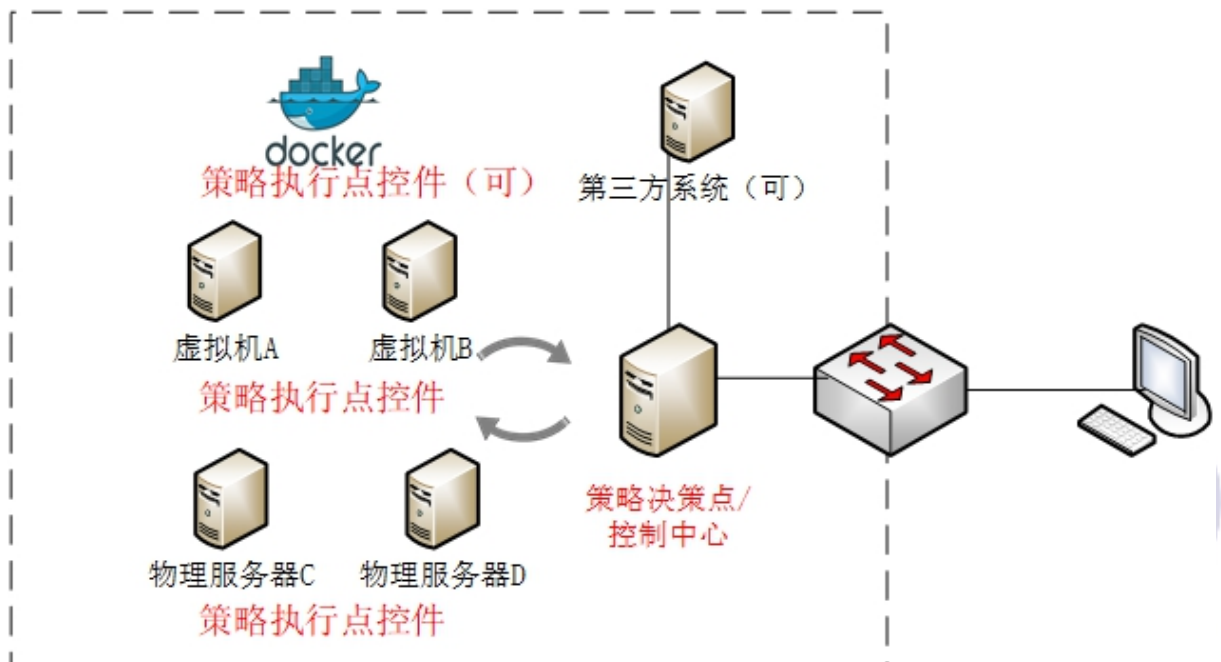 docker
策略执行点控件（可）
第三方系统（可）
虚拟机A
虚拟机B
策略执行点控件
策略决策点/
控制中心
物理服务器C
物理服务器D
策略执行点控件